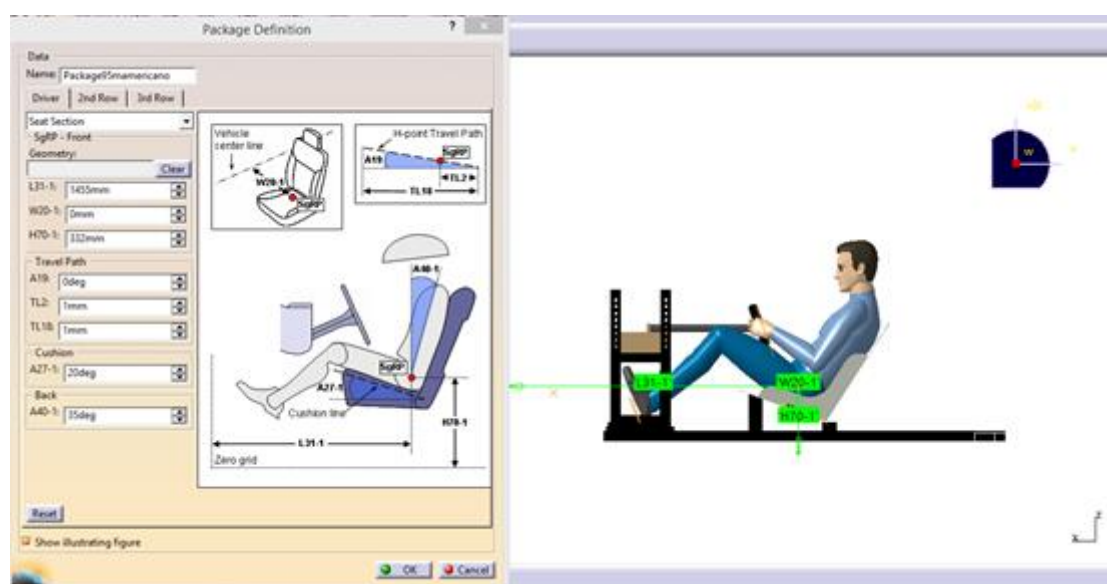 Package Definition
?
Data
Name: Package95mamericano
Driver
2nd Row
3rd Row
Seat Section
SgRP - Front
Geometry:
Clear
L31-1: 1455mm
W20-1: 0mm
H70-1: 332mm
Travel Path
A19: 0deg
TL2: 1mm
TL18: 1mm
Cushion
A27-1: 20deg
Back
A40-1: 35deg
Vehicle
center line
W20-1
SgRP
H-point Travel Path
A19
SgRP
TL2
TL18
A40-1
SgRP
A27-1
Cushion line
H70-1
L31-1
Zero grid
Reset
Show illustrating figure
OK
Cancel
w
L31-1
W20-1
H70-1
x
x
z